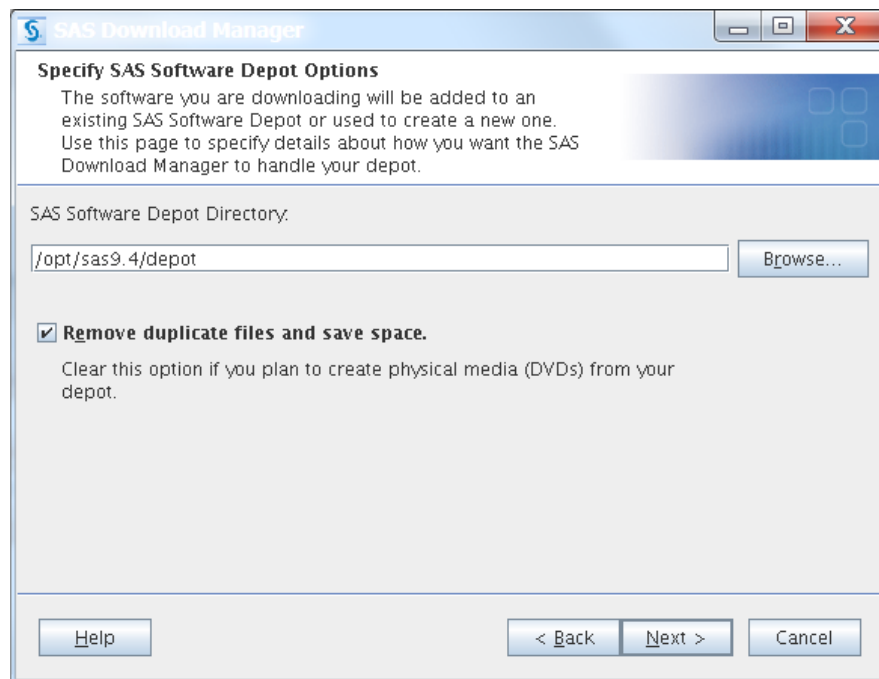 SAS Download Manager
Specify SAS Software Depot Options
The software you are downloading will be added to an
existing SAS Software Depot or used to create a new one.
Use this page to specify details about how you want the SAS
Download Manager to handle your depot.
SAS Software Depot Directory:
/opt/sas9.4/depot
Browse...
Remove duplicate files and save space.
Clear this option if you plan to create physical media (DVDs) from your
depot.
Help
< Back
Next >
Cancel